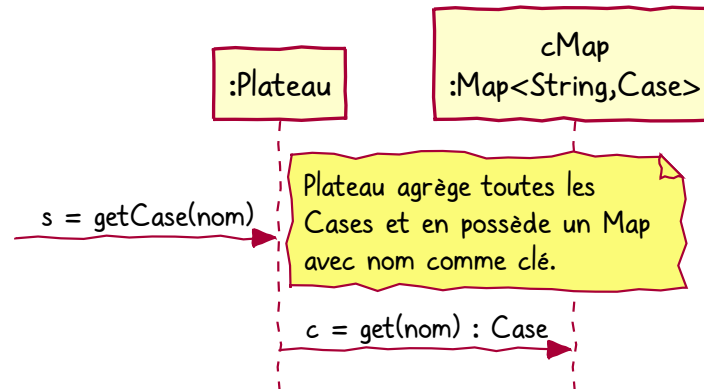 cMap
:Plateau
:Map<String,Case>
Plateau agrège toutes les
s = getCase(nom)
Cases et en possède un Map
avec nom comme clé.
c = get(nom) : Case